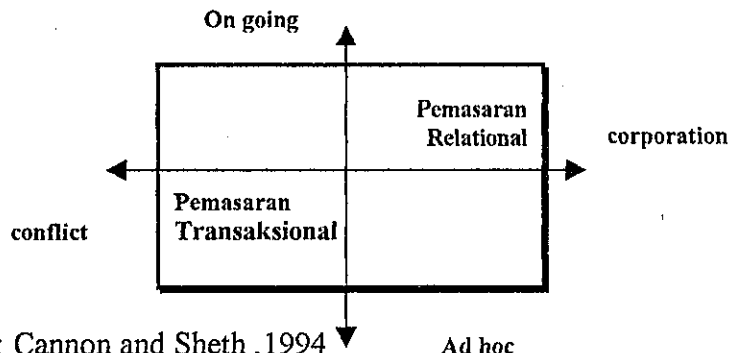 On going
Pemasaran
Relational
corporation
Pemasaran
Transaksional
conflict
: Cannon and Sheth ,1994
Ad hoc